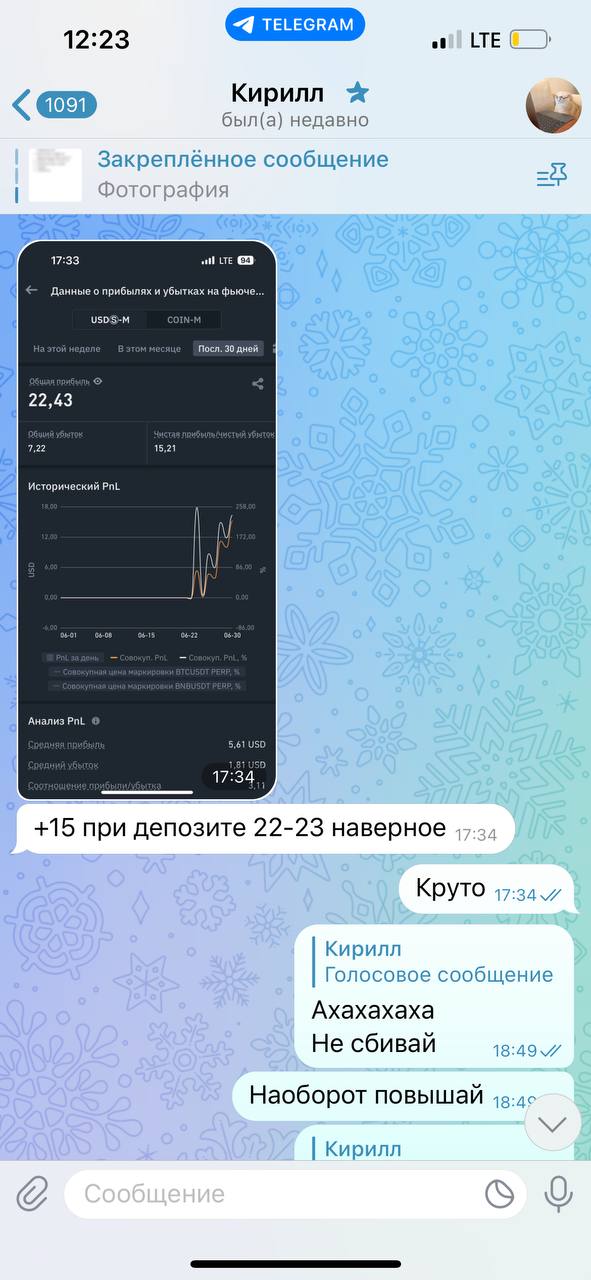 12:23
TELEGRAM
LTE
1091
Кирилл
был(а) недавно
Закреплённое сообщение
Фотография
17:33
LTE 94
Данные о прибылях и убытках на фьюче...
USDⓈ-M COIN-M
На этой неделе В этом месяце Посл. 30 дней
Общая прибыль
22,43
Общий убыток Чистая прибыль/чистый убыток
7,22 15,21
Исторический PnL
18,00 258,00
12,00 172,00
6,00 86,00
USD %
0,00 0,00
-6,00 -86,00
06-01 06-08 06-15 06-22 06-30
PnL за день Совокуп. PnL Совокуп. PnL, %
Совокупная цена маркировки BTCUSDT PERP, %
Совокупная цена маркировки BNBUSDT PERP, %
Анализ PnL
Средняя прибыль 5,61 USD
Средний убыток 1,81 USD
Соотношение прибыли/убытка 3,11
17:34
+15 при депозите 22-23 наверное 17:34
Круто 17:34
Кирилл
Голосовое сообщение
Ахахахаха
Не сбивай 18:49
Наоборот повышай 18:49
Кирилл
Сообщение